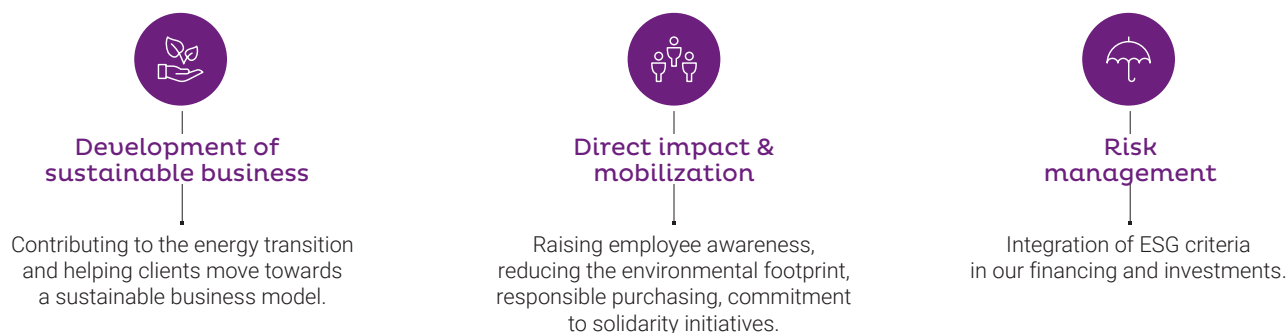 Development of
sustainable business
Contributing to the energy transition
and helping clients move towards
a sustainable business model.
Direct impact &
mobilization
Raising employee awareness,
reducing the environmental footprint,
responsible purchasing, commitment
to solidarity initiatives.
Risk
management
Integration of ESG criteria
in our financing and investments.